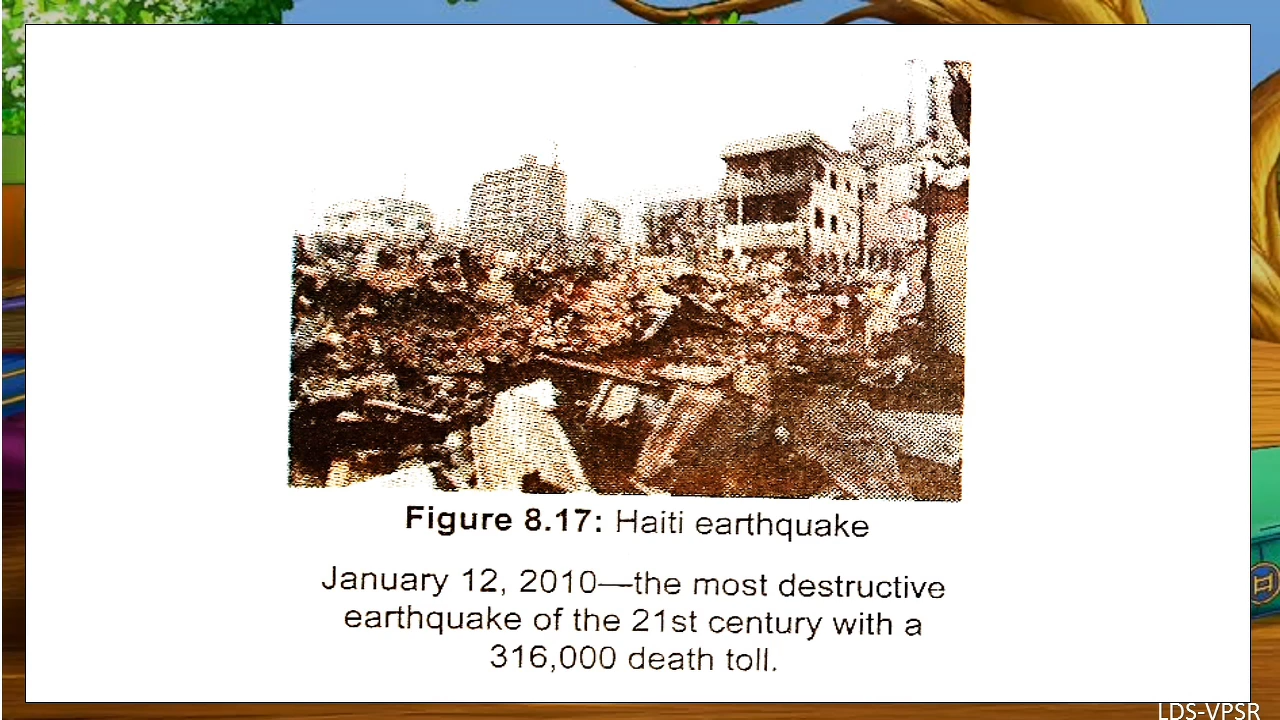 Figure 8.17: Haiti earthquake
January 12, 2010—the most destructive
earthquake of the 21st century with a
316,000 death toll.
LDS-VPSR